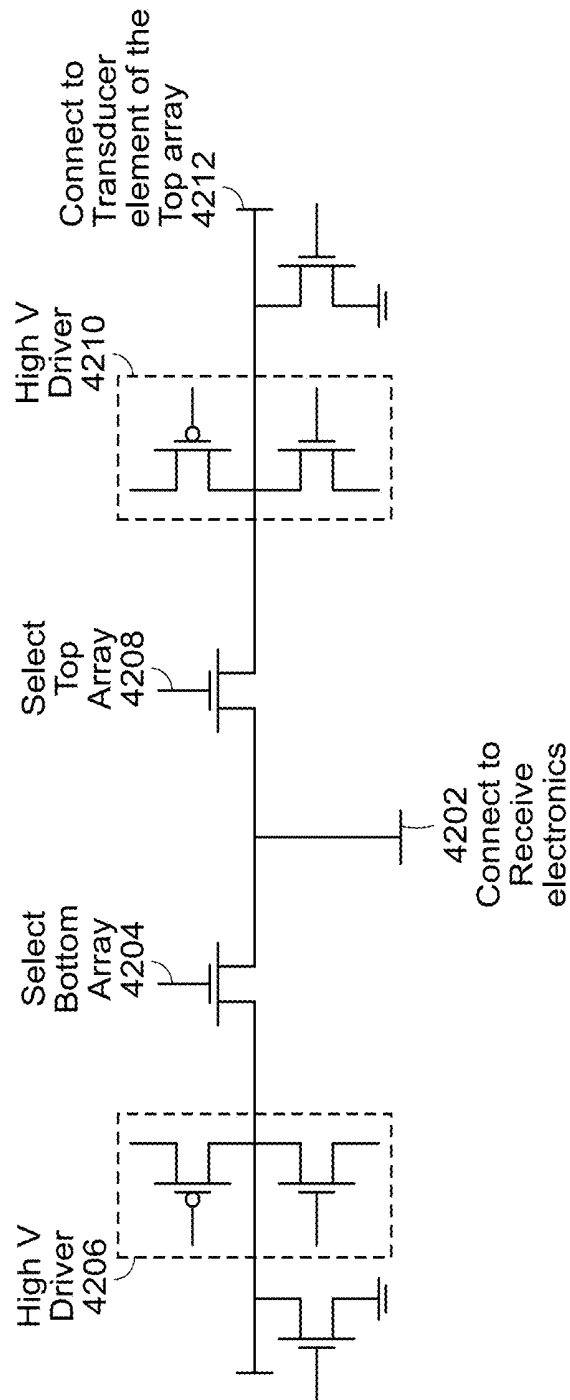 High V
Driver
4206
Select
Bottom
Array
4204
4202
Connect to
Receive
electronics
Select
Top
Array
4208
High V
Driver
4210
Connect to
Transducer
element of the
Top array
4212